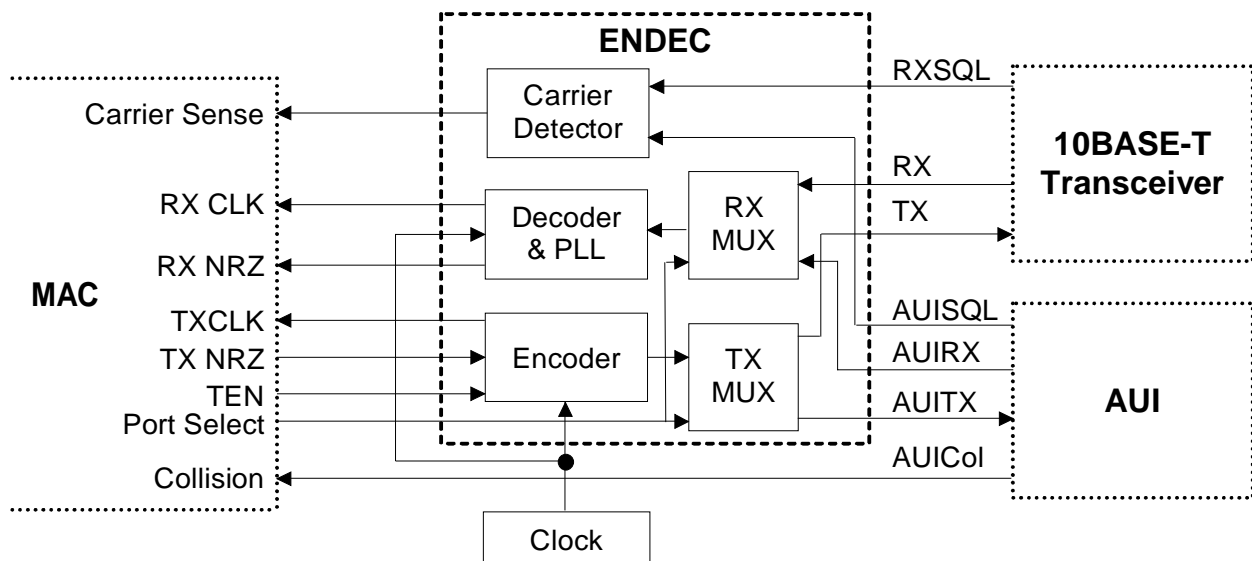 ENDEC
RXSQL
Carrier Sense
Carrier
Detector
10BASE-T
Transceiver
RX
RX CLK
Decoder
& PLL
RX
MUX
TX
RX NRZ
MAC
TXCLK
AUISQL
TX NRZ
Encoder
TX
MUX
AUIRX
TEN
AUITX
AUI
Port Select
AUICol
Collision
Clock